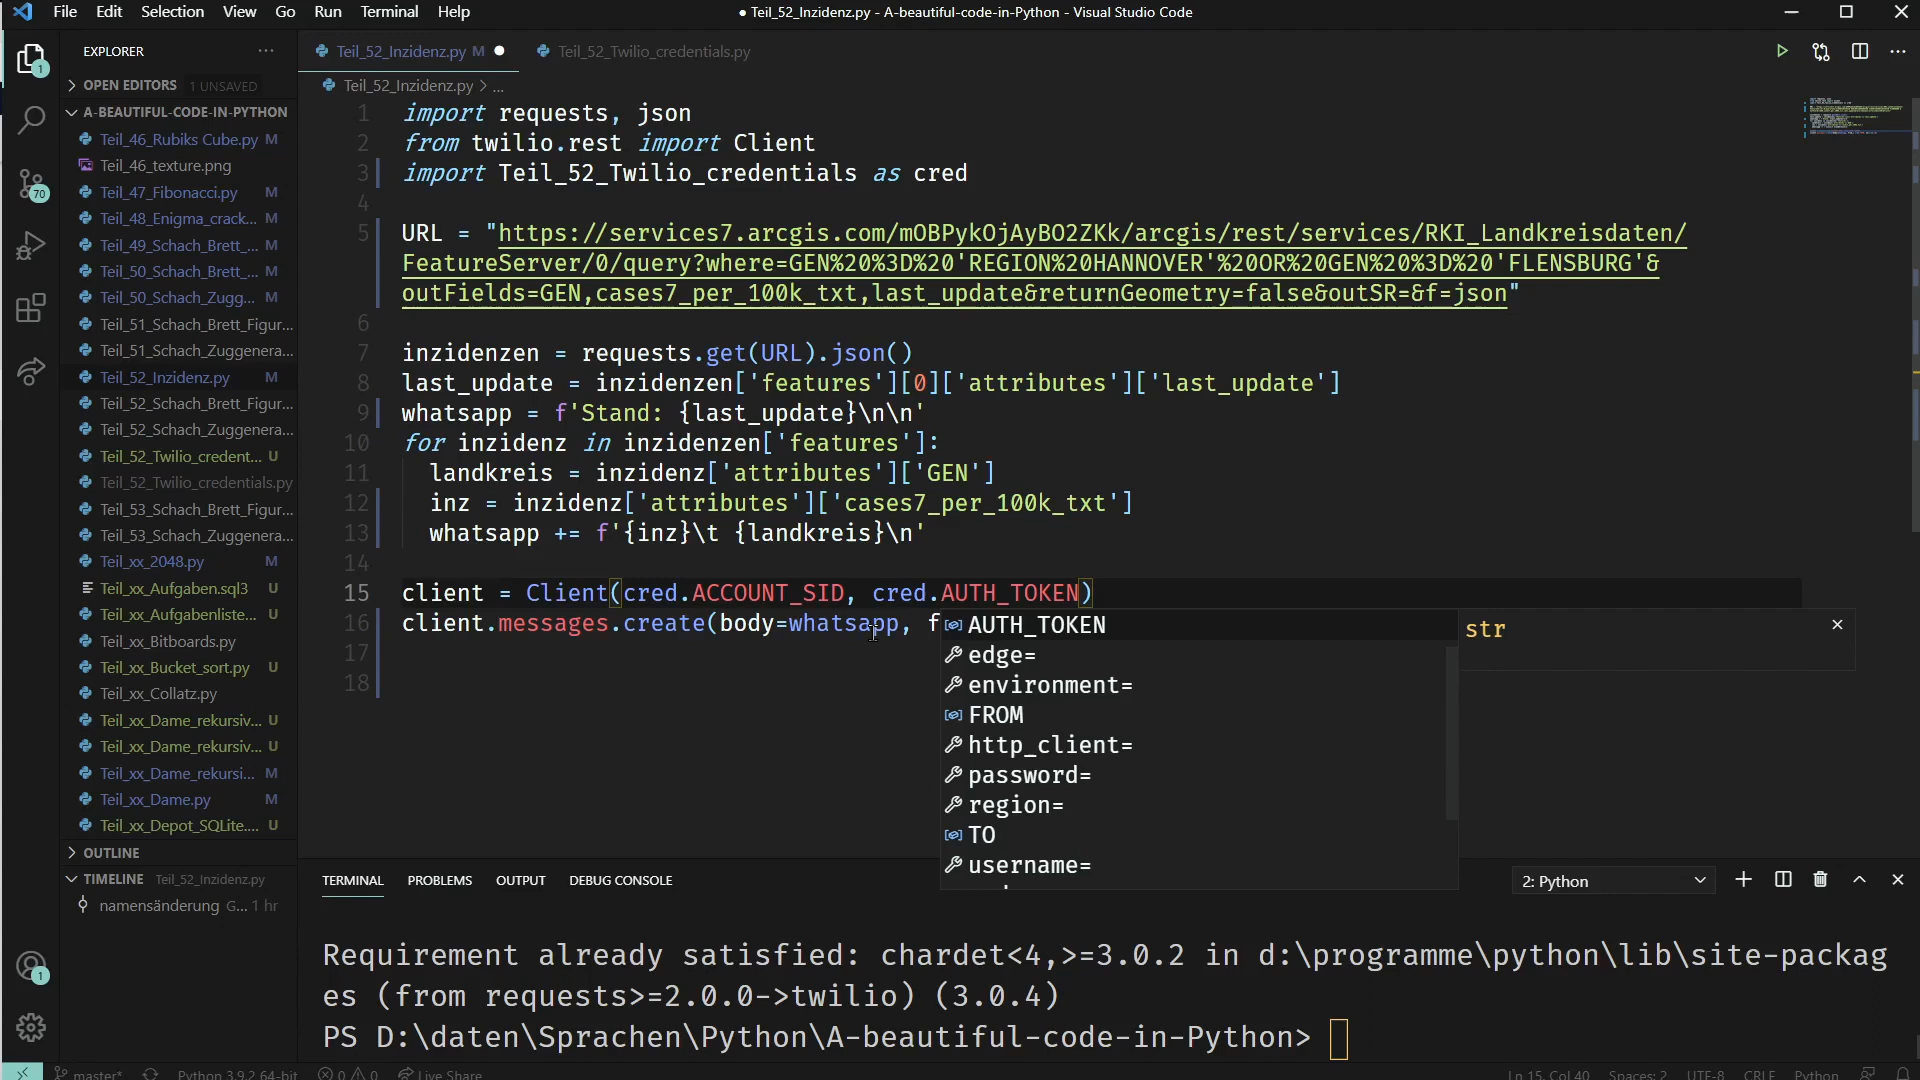 File Edit Selection View Go Run Terminal Help
● Teil_52_Inzidenz.py - A-beautiful-code-in-Python - Visual Studio Code
EXPLORER ···
OPEN EDITORS 1 UNSAVED
A-BEAUTIFUL-CODE-IN-PYTHON
Teil_46_Rubiks Cube.py M
Teil_46_texture.png
Teil_47_Fibonacci.py M
Teil_48_Enigma_crack... M
Teil_49_Schach_Brett_... M
Teil_50_Schach_Brett_... M
Teil_50_Schach_Zugg... M
Teil_51_Schach_Brett_Figur...
Teil_51_Schach_Zuggenera...
Teil_52_Inzidenz.py M
Teil_52_Schach_Brett_Figur...
Teil_52_Schach_Zuggenera...
Teil_52_Twilio_credent... U
Teil_52_Twilio_credentials.py
Teil_53_Schach_Brett_Figur...
Teil_53_Schach_Zuggenera...
Teil_xx_2048.py M
Teil_xx_Aufgaben.sql3 U
Teil_xx_Aufgabenliste... U
Teil_xx_Bitboards.py
Teil_xx_Bucket_sort.py U
Teil_xx_Collatz.py
Teil_xx_Dame_rekursiv... U
Teil_xx_Dame_rekursiv... U
Teil_xx_Dame_rekursi... M
Teil_xx_Dame.py M
Teil_xx_Depot_SQLite.... U
OUTLINE
TIMELINE Teil_52_Inzidenz.py
namensänderung G... 1 hr
1
70
1
Teil_52_Inzidenz.py M ●
Teil_52_Twilio_credentials.py
Teil_52_Inzidenz.py > ...
1 import requests, json
2 from twilio.rest import Client
3 import Teil_52_Twilio_credentials as cred
4
5 URL = "https://services7.arcgis.com/mOBPykOjAyBO2ZKk/arcgis/rest/services/RKI_Landkreisdaten/
FeatureServer/0/query?where=GEN%20%3D%20'REGION%20HANNOVER'%20OR%20GEN%20%3D%20'FLENSBURG'&
outFields=GEN,cases7_per_100k_txt,last_update&returnGeometry=false&outSR=&f=json"
6
7 inzidenzen = requests.get(URL).json()
8 last_update = inzidenzen['features'][0]['attributes']['last_update']
9 whatsapp = f'Stand: {last_update}\n\n'
10 for inzidenz in inzidenzen['features']:
11 landkreis = inzidenz['attributes']['GEN']
12 inz = inzidenz['attributes']['cases7_per_100k_txt']
13 whatsapp += f'{inz}\t {landkreis}\n'
14
15 client = Client(cred.ACCOUNT_SID, cred.AUTH_TOKEN)
16 client.messages.create(body=whatsapp, f
17
18
AUTH_TOKEN
edge=
environment=
FROM
http_client=
password=
region=
TO
username=
str
TERMINAL PROBLEMS OUTPUT DEBUG CONSOLE
2: Python
Requirement already satisfied: chardet<4,>=3.0.2 in d:\programme\python\lib\site-packag
es (from requests>=2.0.0->twilio) (3.0.4)
PS D:\daten\Sprachen\Python\A-beautiful-code-in-Python>
master* Python 3.9.2 64-bit 0 0 Live Share
Ln 15, Col 40 Spaces: 2 UTF-8 CRLF Python